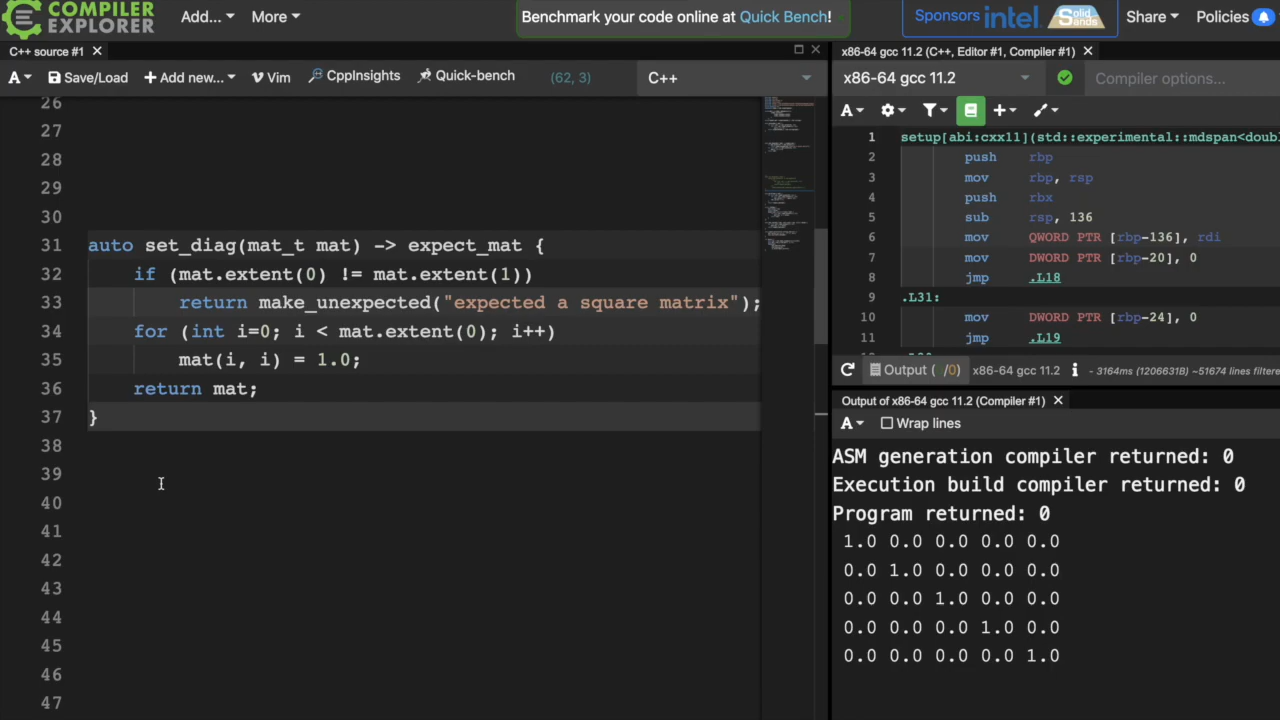 COMPILER EXPLORER
Add... More
Benchmark your code online at Quick Bench!
Sponsors intel Solid Sands Share Policies
C++ source #1
A Save/Load + Add new... Vim CppInsights Quick-bench (62, 3) C++
26
27
28
29
30
31 auto set_diag(mat_t mat) -> expect_mat {
32 if (mat.extent(0) != mat.extent(1))
33 return make_unexpected("expected a square matrix");
34 for (int i=0; i < mat.extent(0); i++)
35 mat(i, i) = 1.0;
36 return mat;
37 }
38
39
40
41
42
43
44
45
46
47
x86-64 gcc 11.2 (C++, Editor #1, Compiler #1)
x86-64 gcc 11.2 Compiler options...
A
1 setup[abi:cxx11](std::experimental::mdspan<doubl
2 push rbp
3 mov rbp, rsp
4 push rbx
5 sub rsp, 136
6 mov QWORD PTR [rbp-136], rdi
7 mov DWORD PTR [rbp-20], 0
8 jmp .L18
9 .L31:
10 mov DWORD PTR [rbp-24], 0
11 jmp .L19
Output ( /0) x86-64 gcc 11.2 i - 3164ms (1206631B) ~51674 lines filtere
Output of x86-64 gcc 11.2 (Compiler #1)
A Wrap lines
ASM generation compiler returned: 0
Execution build compiler returned: 0
Program returned: 0
1.0 0.0 0.0 0.0 0.0
0.0 1.0 0.0 0.0 0.0
0.0 0.0 1.0 0.0 0.0
0.0 0.0 0.0 1.0 0.0
0.0 0.0 0.0 0.0 1.0